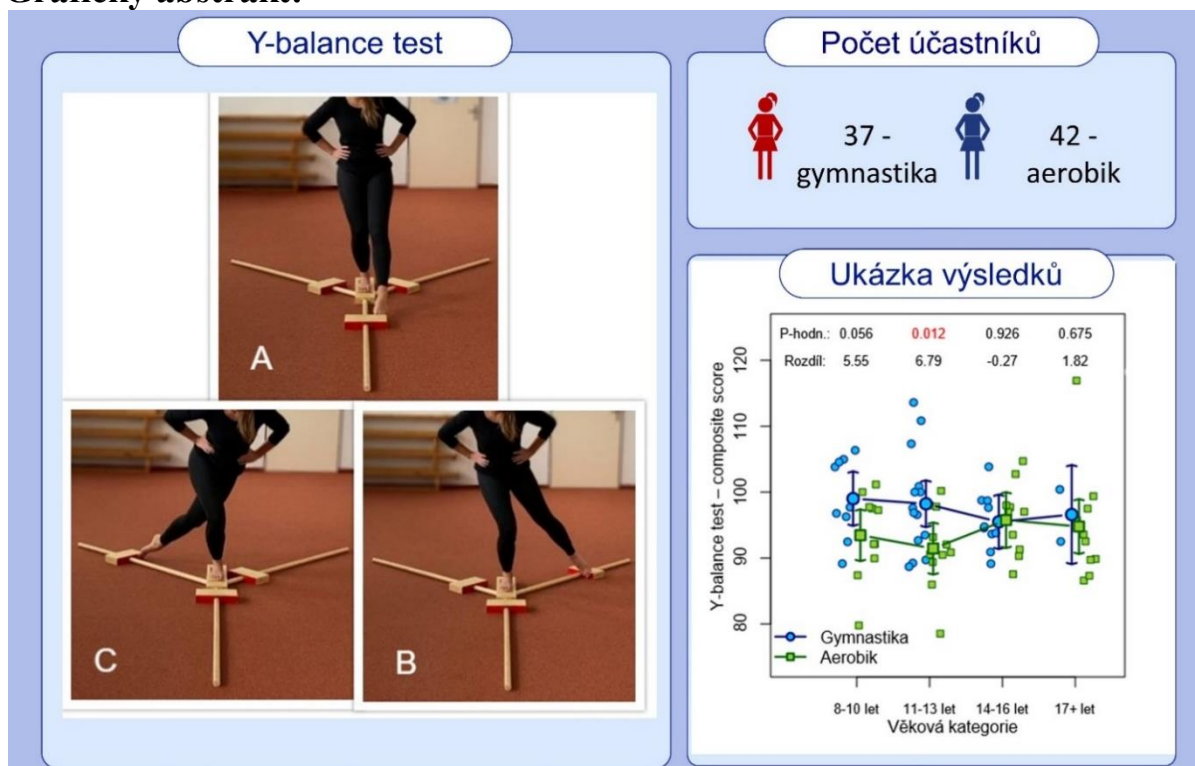 Grafický abstrakt:
Y-balance test
A
C
B
Počet účastníků
37 -
gymnastika
42 -
aerobik
Ukázka výsledků
P-hodn.: 0.056 0.012 0.926 0.675
Rozdíl: 5.55 6.79 -0.27 1.82
Y-balance test – composite score
120
110
100
90
80
Gymnastika
Aerobik
8-10 let 11-13 let 14-16 let 17+ let
Věková kategorie